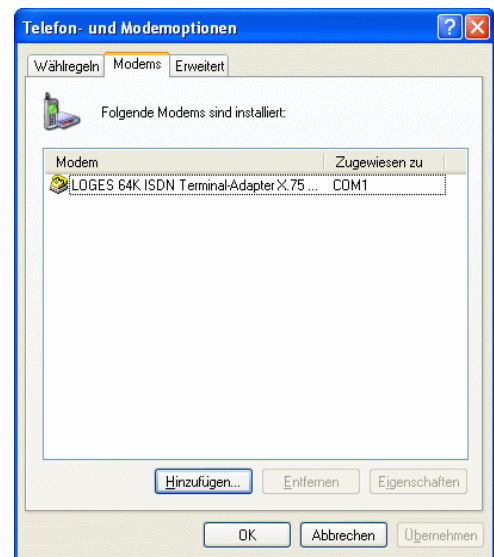 Telefon- und Modemoptionen
Wählregeln Modems Erweitert
Folgende Modems sind installiert:
Modem Zugewiesen zu
LOGES 64K ISDN Terminal-Adapter X.75 ... COM1
Hinzufügen... Entfernen Eigenschaften
OK Abbrechen Übernehmen